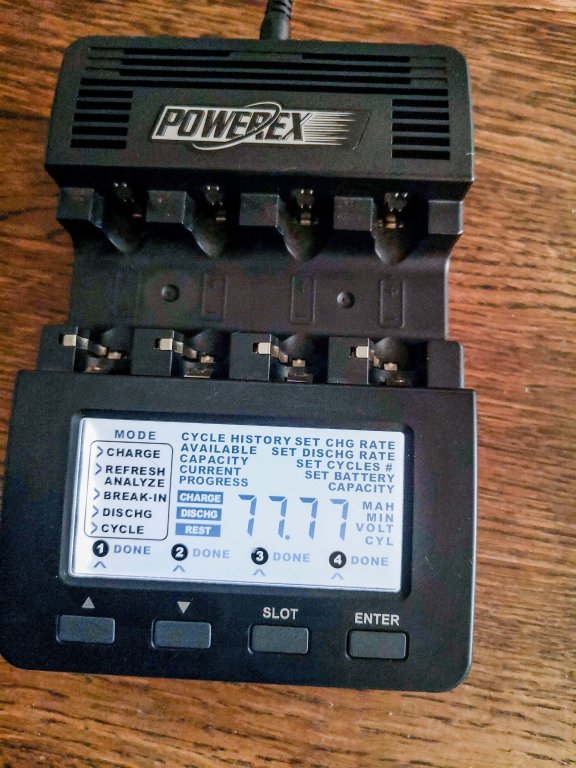 POWEREX
MODE
CHARGE
REFRESH
ANALYZE
BREAK-IN
DISCHG
CYCLE
CYCLE HISTORY SET CHG RATE
AVAILABLE SET DISCHG RATE
CAPACITY SET CYCLES #
CURRENT SET BATTERY
PROGRESS CAPACITY
CHARGE
DISCHG
REST
77.77
MAH
MIN
VOLT
CYL
1 DONE 2 DONE 3 DONE 4 DONE
SLOT ENTER